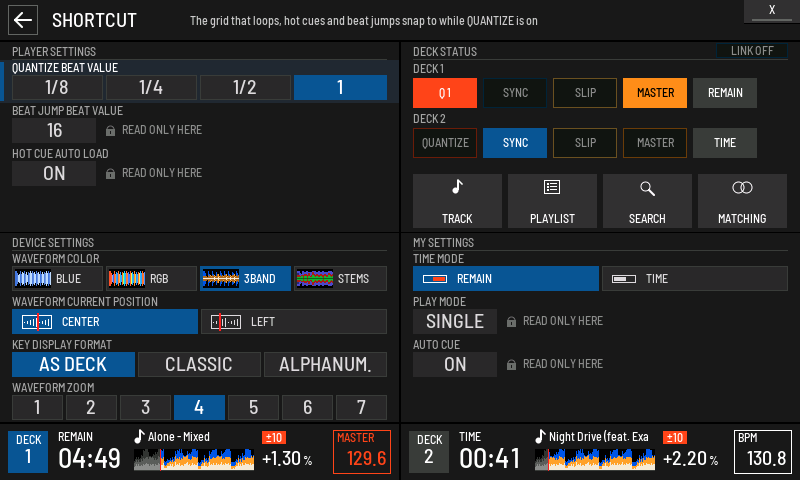 SHORTCUT
The grid that loops, hot cues and beat jumps snap to while QUANTIZE is on
X
PLAYER SETTINGS
QUANTIZE BEAT VALUE
1/8 1/4 1/2 1
BEAT JUMP BEAT VALUE
16 READ ONLY HERE
HOT CUE AUTO LOAD
ON READ ONLY HERE
DECK STATUS
LINK OFF
DECK 1
Q 1 SYNC SLIP MASTER REMAIN
DECK 2
QUANTIZE SYNC SLIP MASTER TIME
TRACK PLAYLIST SEARCH MATCHING
DEVICE SETTINGS
WAVEFORM COLOR
BLUE RGB 3BAND STEMS
WAVEFORM CURRENT POSITION
CENTER LEFT
KEY DISPLAY FORMAT
AS DECK CLASSIC ALPHANUM.
WAVEFORM ZOOM
1 2 3 4 5 6 7
MY SETTINGS
TIME MODE
REMAIN TIME
PLAY MODE
SINGLE READ ONLY HERE
AUTO CUE
ON READ ONLY HERE
DECK 1
REMAIN
04:49
Alone - Mixed
±10
+1.30 %
MASTER
129.6
DECK 2
TIME
00:41
Night Drive (feat. Exa
±10
+2.20 %
BPM
130.8